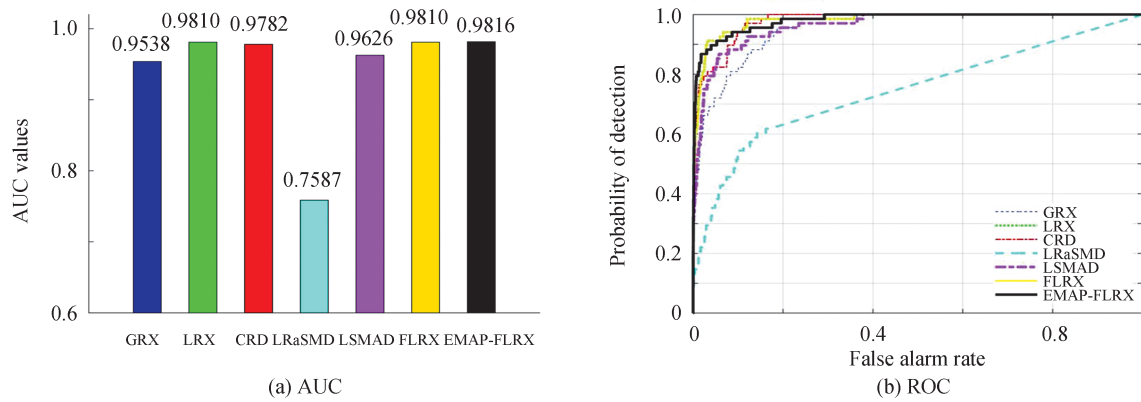 0.9538
0.9810
0.9782
0.7587
0.9626
0.9810
0.9816
1.0
0.8
0.6
AUC values
GRX LRX CRD LRaSMD LSMAD FLRX EMAP-FLRX
(a) AUC
1.0
0.8
0.6
0.4
0.2
0
Probability of detection
GRX
LRX
CRD
LRaSMD
LSMAD
FLRX
EMAP-FLRX
0 0.4 0.8
False alarm rate
(b) ROC